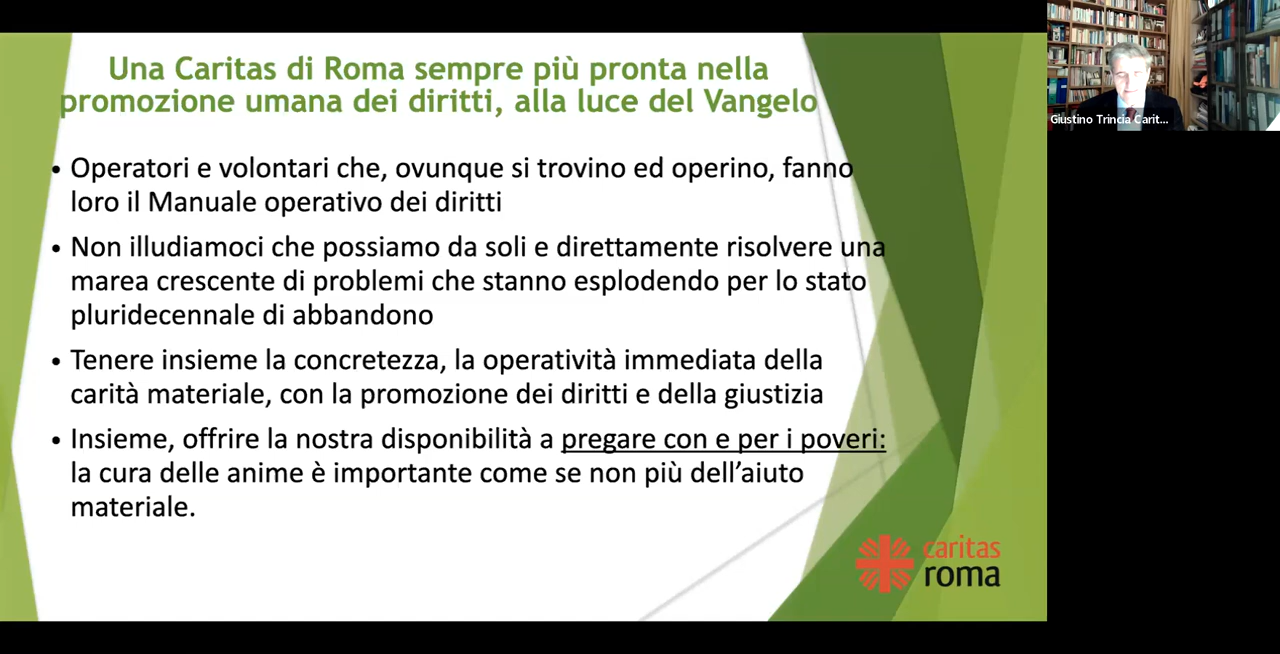 Una Caritas di Roma sempre più pronta nella
promozione umana dei diritti, alla luce del Vangelo
• Operatori e volontari che, ovunque si trovino ed operino, fanno
loro il Manuale operativo dei diritti
• Non illudiamoci che possiamo da soli e direttamente risolvere una
marea crescente di problemi che stanno esplodendo per lo stato
pluridecennale di abbandono
• Tenere insieme la concretezza, la operatività immediata della
carità materiale, con la promozione dei diritti e della giustizia
• Insieme, offrire la nostra disponibilità a pregare con e per i poveri:
la cura delle anime è importante come se non più dell’aiuto
materiale.
caritas
roma
Giustino Trincia Carit...